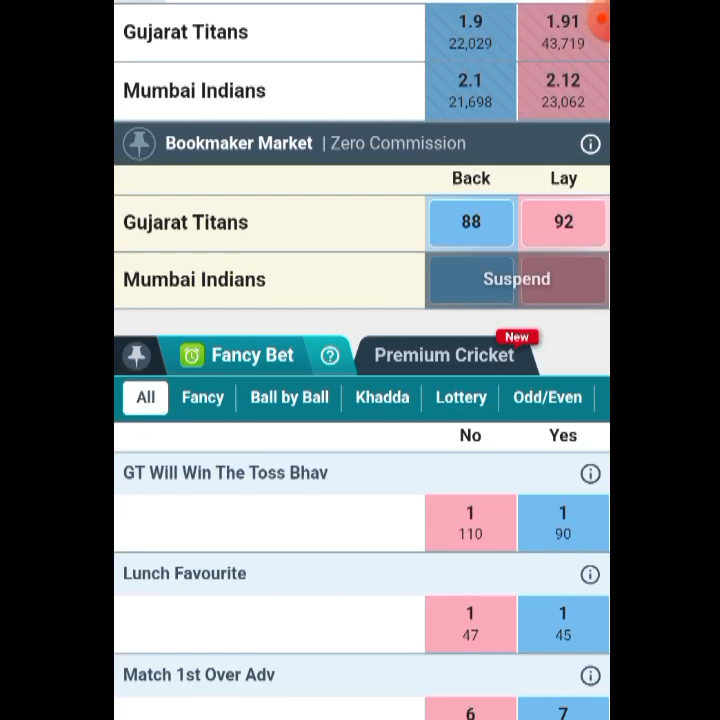 Gujarat Titans 1.9 1.91
22,029 43,719
Mumbai Indians 2.1 2.12
21,698 23,062
Bookmaker Market | Zero Commission
Back Lay
Gujarat Titans 88 92
Mumbai Indians Suspend
Fancy Bet Premium Cricket New
All Fancy Ball by Ball Khadda Lottery Odd/Even
No Yes
GT Will Win The Toss Bhav
1 1
110 90
Lunch Favourite
1 1
47 45
Match 1st Over Adv
6 7